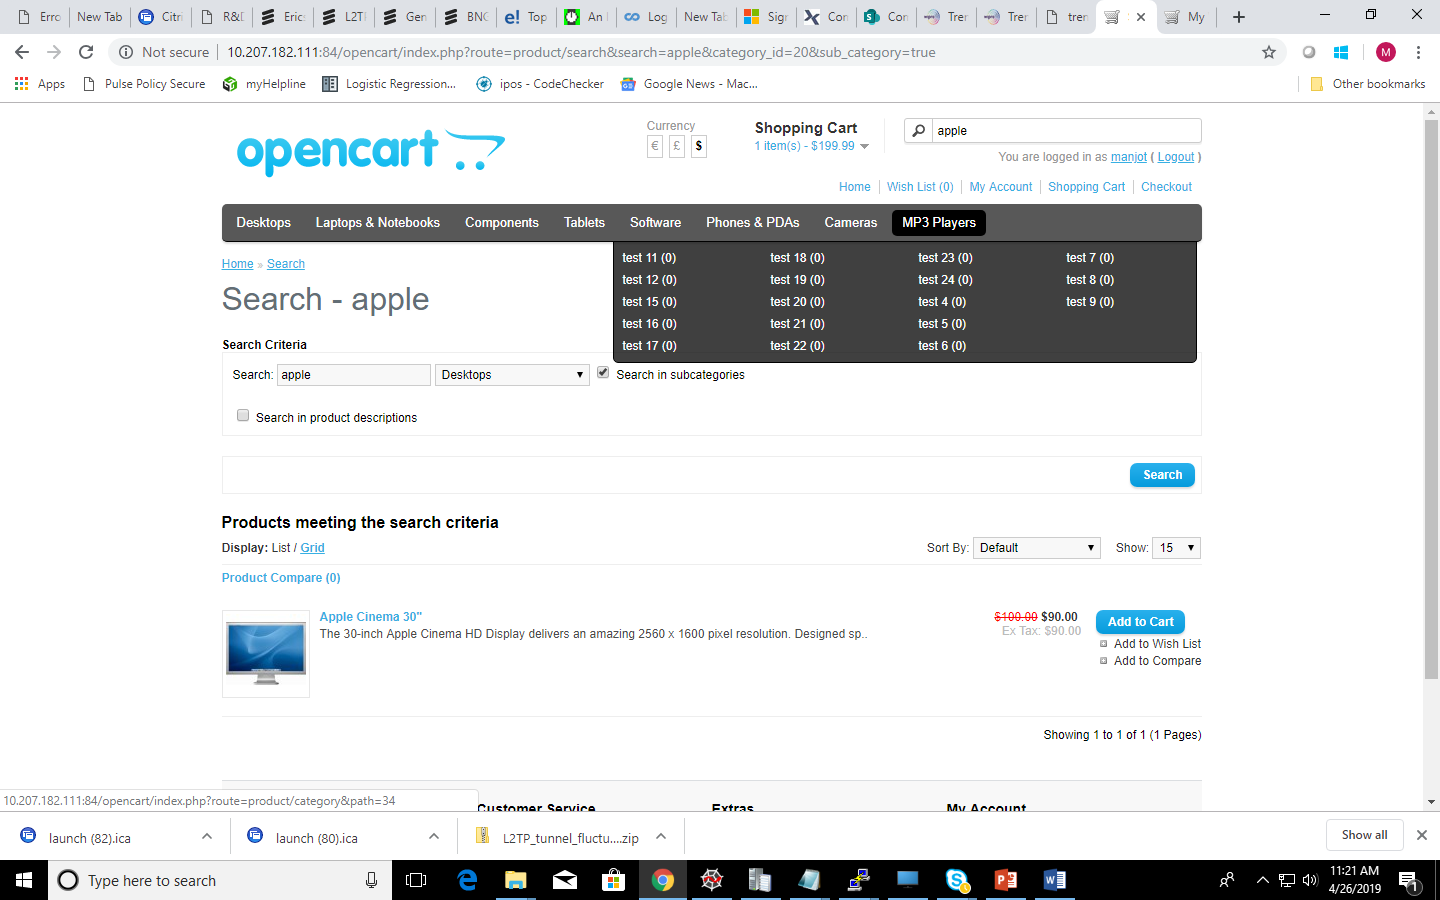 Erro
New Tab
Citri
R&D
Erics
L2TP
Gen
BNG
Top
An I
Log
New Tab
Sign
Con
Con
Tren
Tren
tren
My
Not secure
10.207.182.111:84/opencart/index.php?route=product/search&search=apple&category_id=20&sub_category=true
M
Apps
Pulse Policy Secure
myHelpline
Logistic Regression...
ipos - CodeChecker
Google News - Mac...
Other bookmarks
opencart
Currency
€ £ $
Shopping Cart
1 item(s) - $199.99
apple
You are logged in as manjot ( Logout )
Home
Wish List (0)
My Account
Shopping Cart
Checkout
Desktops
Laptops & Notebooks
Components
Tablets
Software
Phones & PDAs
Cameras
MP3 Players
test 11 (0) test 18 (0) test 23 (0) test 7 (0)
test 12 (0) test 19 (0) test 24 (0) test 8 (0)
test 15 (0) test 20 (0) test 4 (0) test 9 (0)
test 16 (0) test 21 (0) test 5 (0)
test 17 (0) test 22 (0) test 6 (0)
Home » Search
Search - apple
Search Criteria
Search: apple Desktops Search in subcategories
Search in product descriptions
Search
Products meeting the search criteria
Display: List / Grid
Sort By: Default
Show: 15
Product Compare (0)
Apple Cinema 30"
The 30-inch Apple Cinema HD Display delivers an amazing 2560 x 1600 pixel resolution. Designed sp..
$100.00 $90.00
Ex Tax: $90.00
Add to Cart
Add to Wish List
Add to Compare
Showing 1 to 1 of 1 (1 Pages)
10.207.182.111:84/opencart/index.php?route=product/category&path=34
Customer Service
Extras
My Account
launch (82).ica
launch (80).ica
L2TP_tunnel_fluctu....zip
Show all
Type here to search
11:21 AM
4/26/2019
1